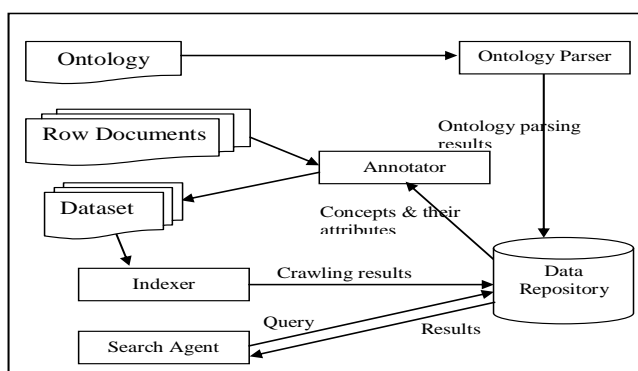 Ontology
Ontology Parser
Row Documents
Ontology parsing
results
Annotator
Dataset
Concepts & their
attributes
Indexer
Crawling results
Data
Repository
Query
Results
Search Agent